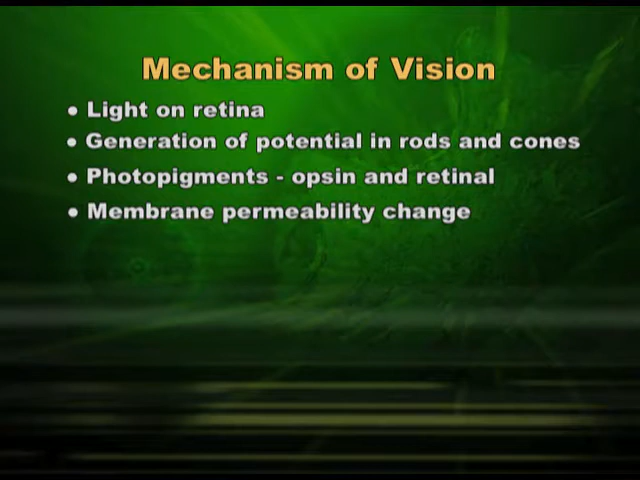 Mechanism of Vision
● Light on retina
● Generation of potential in rods and cones
● Photopigments - opsin and retinal
● Membrane permeability change